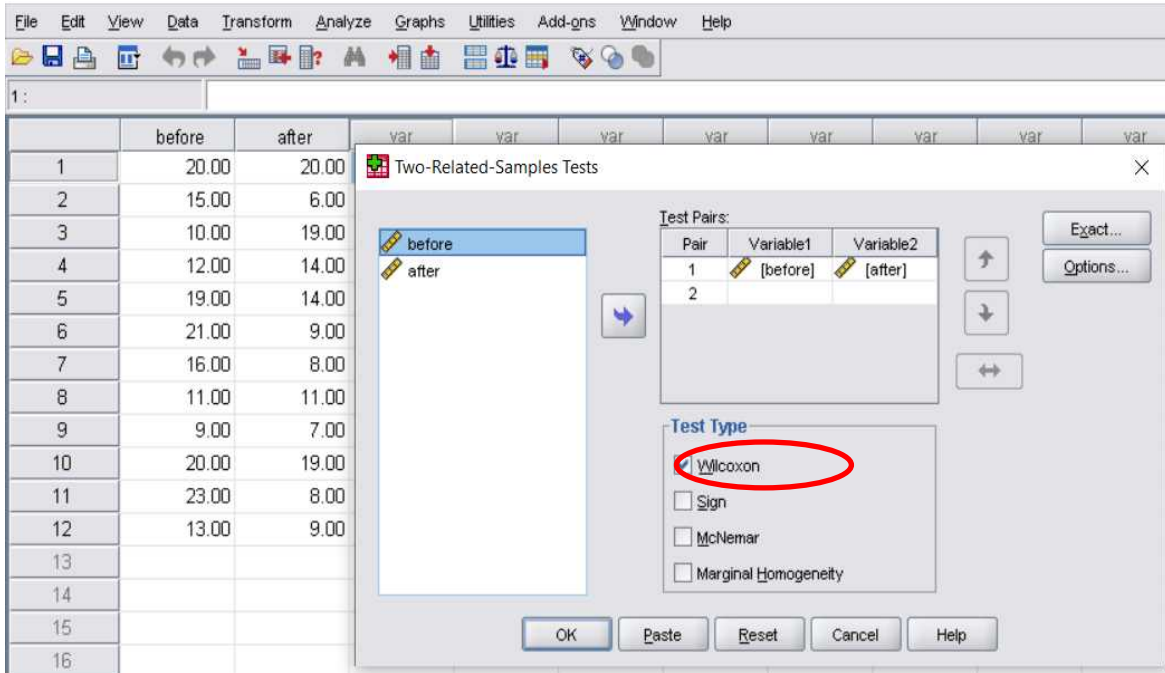 File Edit View Data Transform Analyze Graphs Utilities Add-ons Window Help
1 :
before after var var var var var var var var
1 20.00 20.00
2 15.00 6.00
3 10.00 19.00
4 12.00 14.00
5 19.00 14.00
6 21.00 9.00
7 16.00 8.00
8 11.00 11.00
9 9.00 7.00
10 20.00 19.00
11 23.00 8.00
12 13.00 9.00
13
14
15
16
Two-Related-Samples Tests
before
after
Test Pairs:
Pair Variable1 Variable2
1 [before] [after]
2
Exact...
Options...
Test Type
Wilcoxon
Sign
McNemar
Marginal Homogeneity
OK Paste Reset Cancel Help